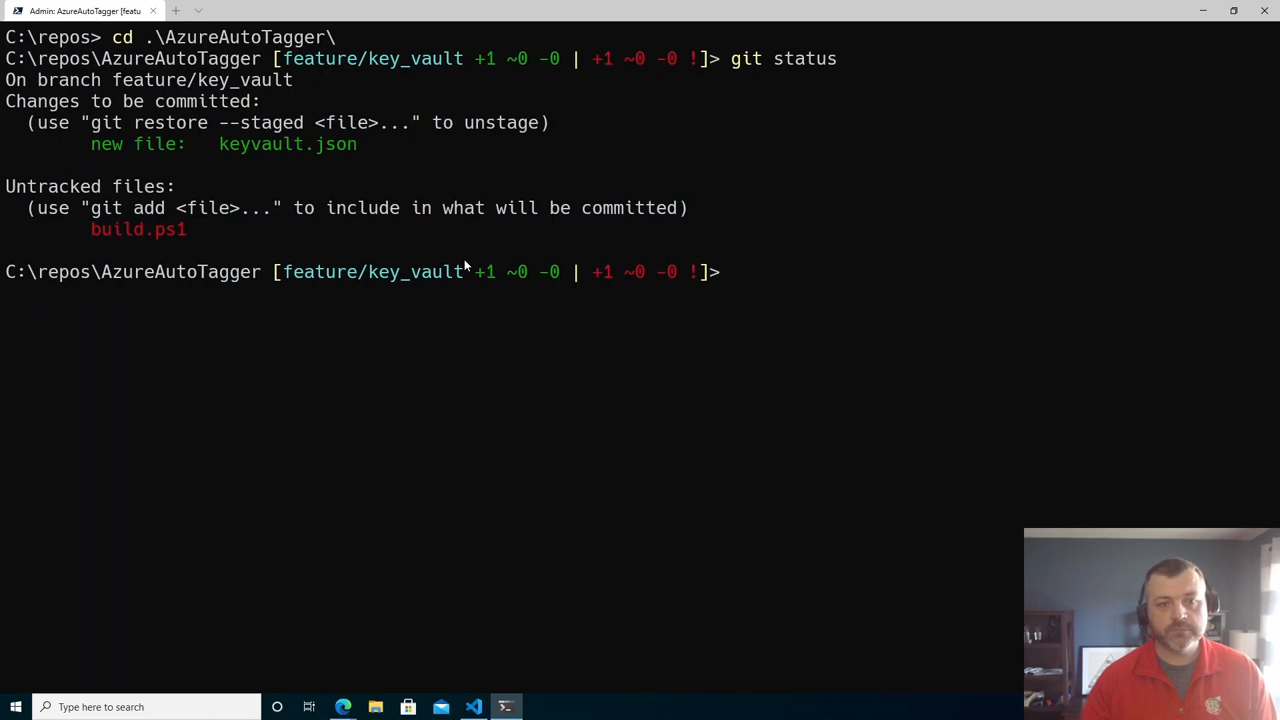 Admin: AzureAutoTagger [featu
C:\repos> cd .\AzureAutoTagger\
C:\repos\AzureAutoTagger [feature/key_vault +1 ~0 -0 | +1 ~0 -0 !]> git status
On branch feature/key_vault
Changes to be committed:
(use "git restore --staged <file>..." to unstage)
new file: keyvault.json
Untracked files:
(use "git add <file>..." to include in what will be committed)
build.ps1
C:\repos\AzureAutoTagger [feature/key_vault +1 ~0 -0 | +1 ~0 -0 !]>
Type here to search